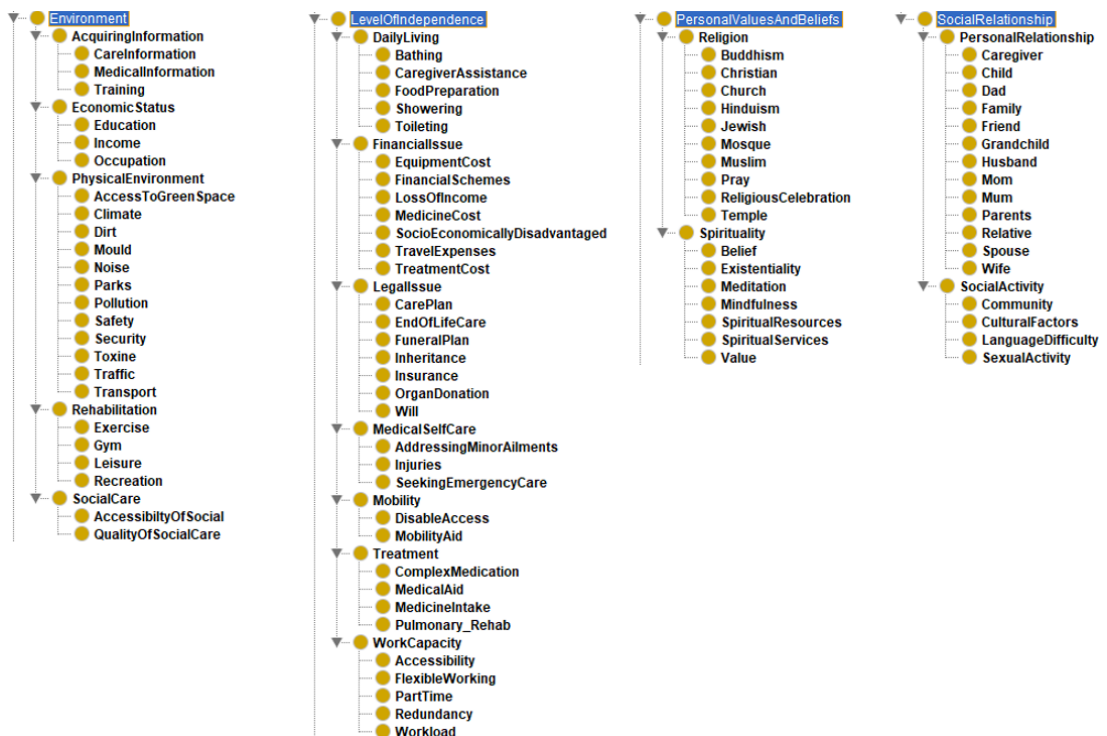 Environment
AcquiringInformation
CareInformation
MedicalInformation
Training
EconomicStatus
Education
Income
Occupation
PhysicalEnvironment
AccessToGreenSpace
Climate
Dirt
Mould
Noise
Parks
Pollution
Safety
Security
Toxine
Traffic
Transport
Rehabilitation
Exercise
Gym
Leisure
Recreation
SocialCare
AccessibiltyOfSocial
QualityOfSocialCare
LevelOfIndependence
DailyLiving
Bathing
CaregiverAssistance
FoodPreparation
Showering
Toileting
FinancialIssue
EquipmentCost
FinancialSchemes
LossOfIncome
MedicineCost
SocioEconomicallyDisadvantaged
TravelExpenses
TreatmentCost
LegalIssue
CarePlan
EndOfLifeCare
FuneralPlan
Inheritance
Insurance
OrganDonation
Will
MedicalSelfCare
AddressingMinorAilments
Injuries
SeekingEmergencyCare
Mobility
DisableAccess
MobilityAid
Treatment
ComplexMedication
MedicalAid
MedicineIntake
Pulmonary_Rehab
WorkCapacity
Accessibility
FlexibleWorking
PartTime
Redundancy
Workload
PersonalValuesAndBeliefs
Religion
Buddhism
Christian
Church
Hinduism
Jewish
Mosque
Muslim
Pray
ReligiousCelebration
Temple
Spirituality
Belief
Existentiality
Meditation
Mindfulness
SpiritualResources
SpiritualServices
Value
SocialRelationship
PersonalRelationship
Caregiver
Child
Dad
Family
Friend
Grandchild
Husband
Mom
Mum
Parents
Relative
Spouse
Wife
SocialActivity
Community
CulturalFactors
LanguageDifficulty
SexualActivity